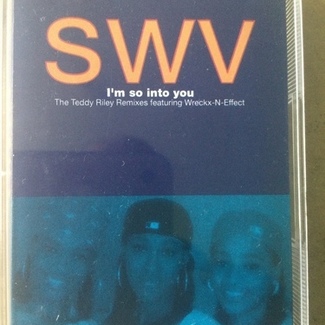 SWV
I'm so into you
The Teddy Riley Remixes featuring Wreckx-N-Effect